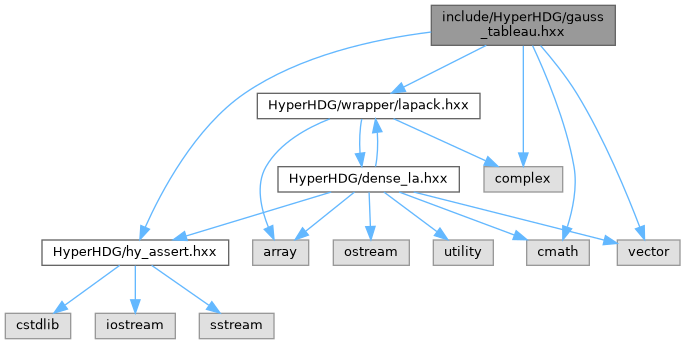 include/HyperHDG/gauss
_tableau.hxx
HyperHDG/wrapper/lapack.hxx
HyperHDG/dense_la.hxx
complex
HyperHDG/hy_assert.hxx
array
ostream
utility
cmath
vector
cstdlib
iostream
sstream